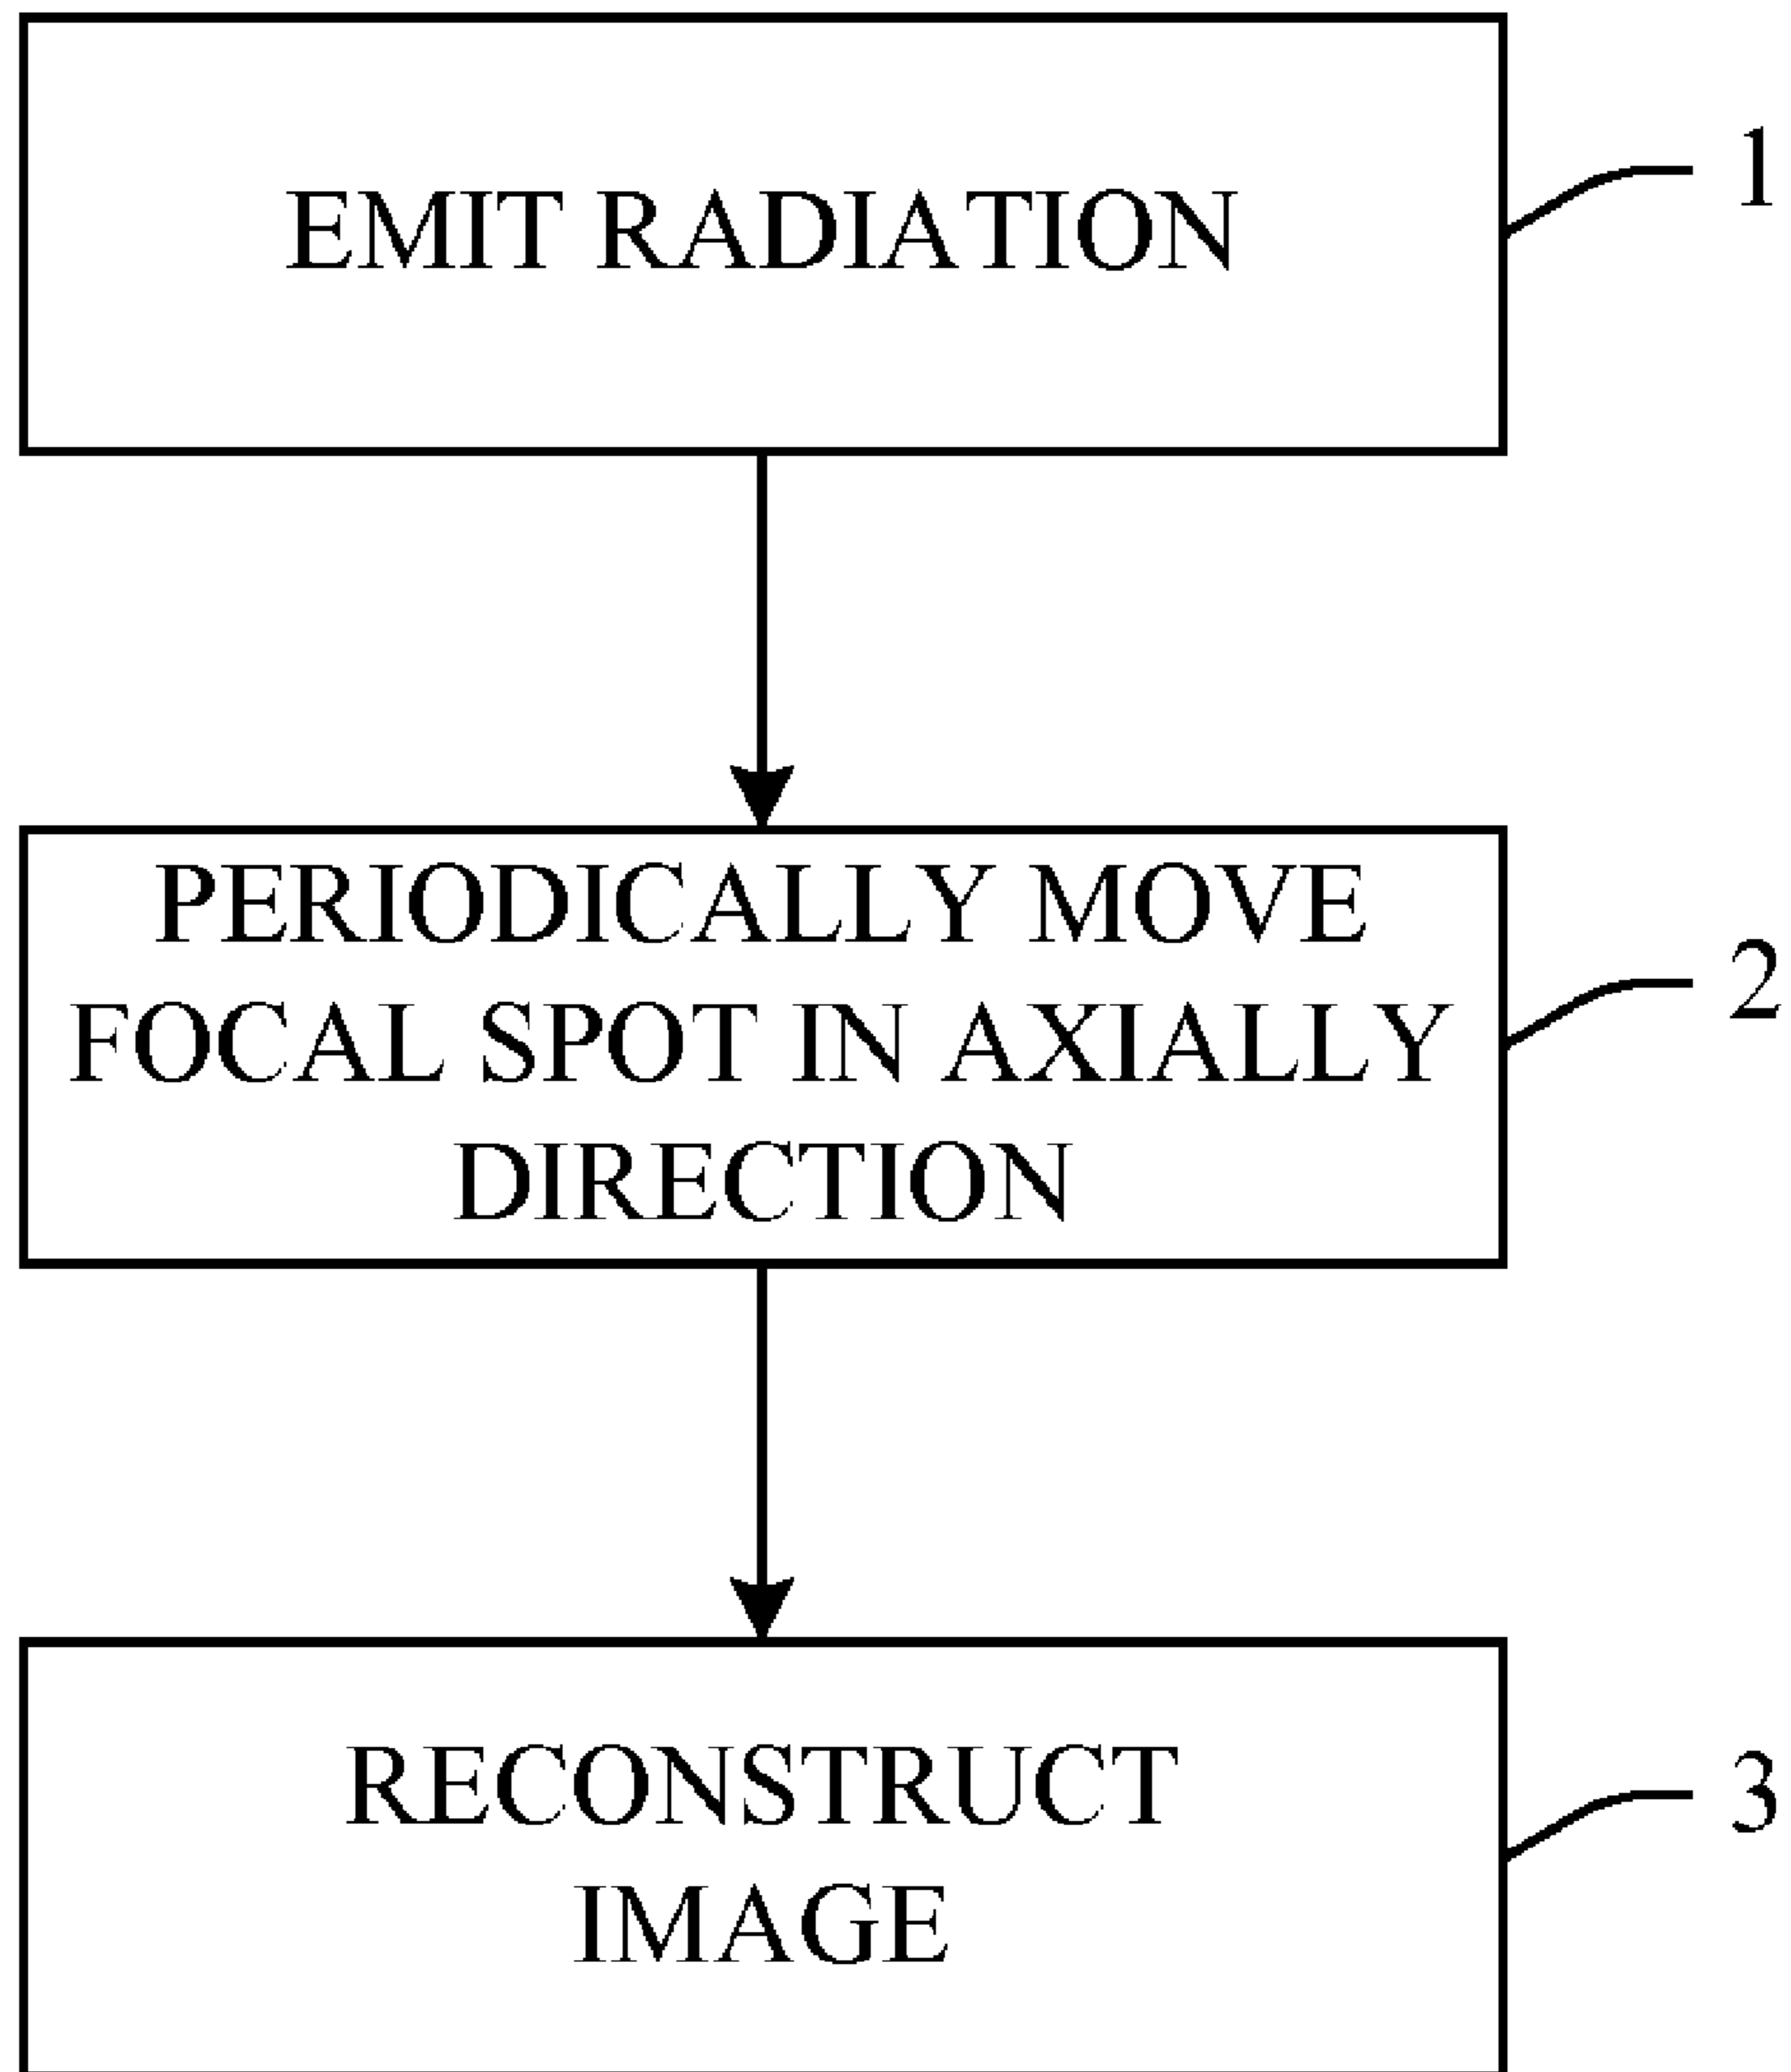 EMIT RADIATION
1
PERIODICALLY MOVE
FOCAL SPOT IN AXIALLY
DIRECTION
2
RECONSTRUCT
IMAGE
3